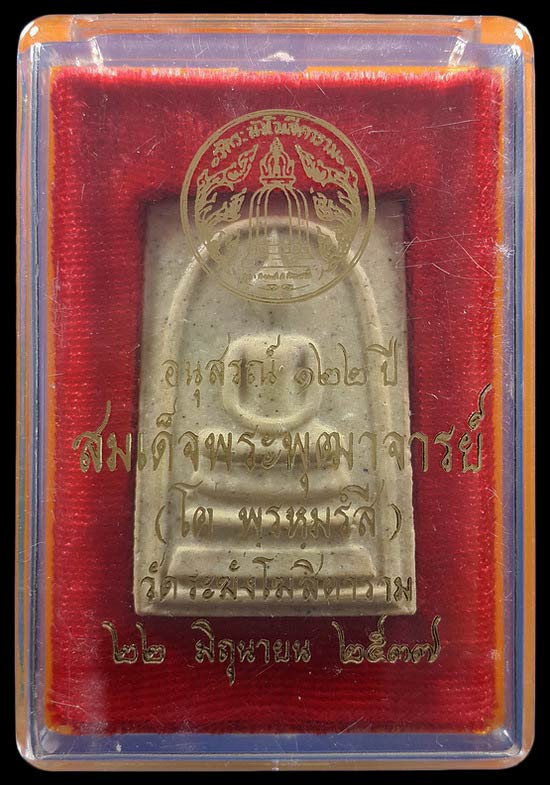 อนุสรณ์ ๑๒๒ ปี
สมเด็จพระพุฒาจารย์
(โต พรหมรํสี)
วัดระฆังโฆสิตาราม
๒๒ มิถุนายน ๒๕๓๗